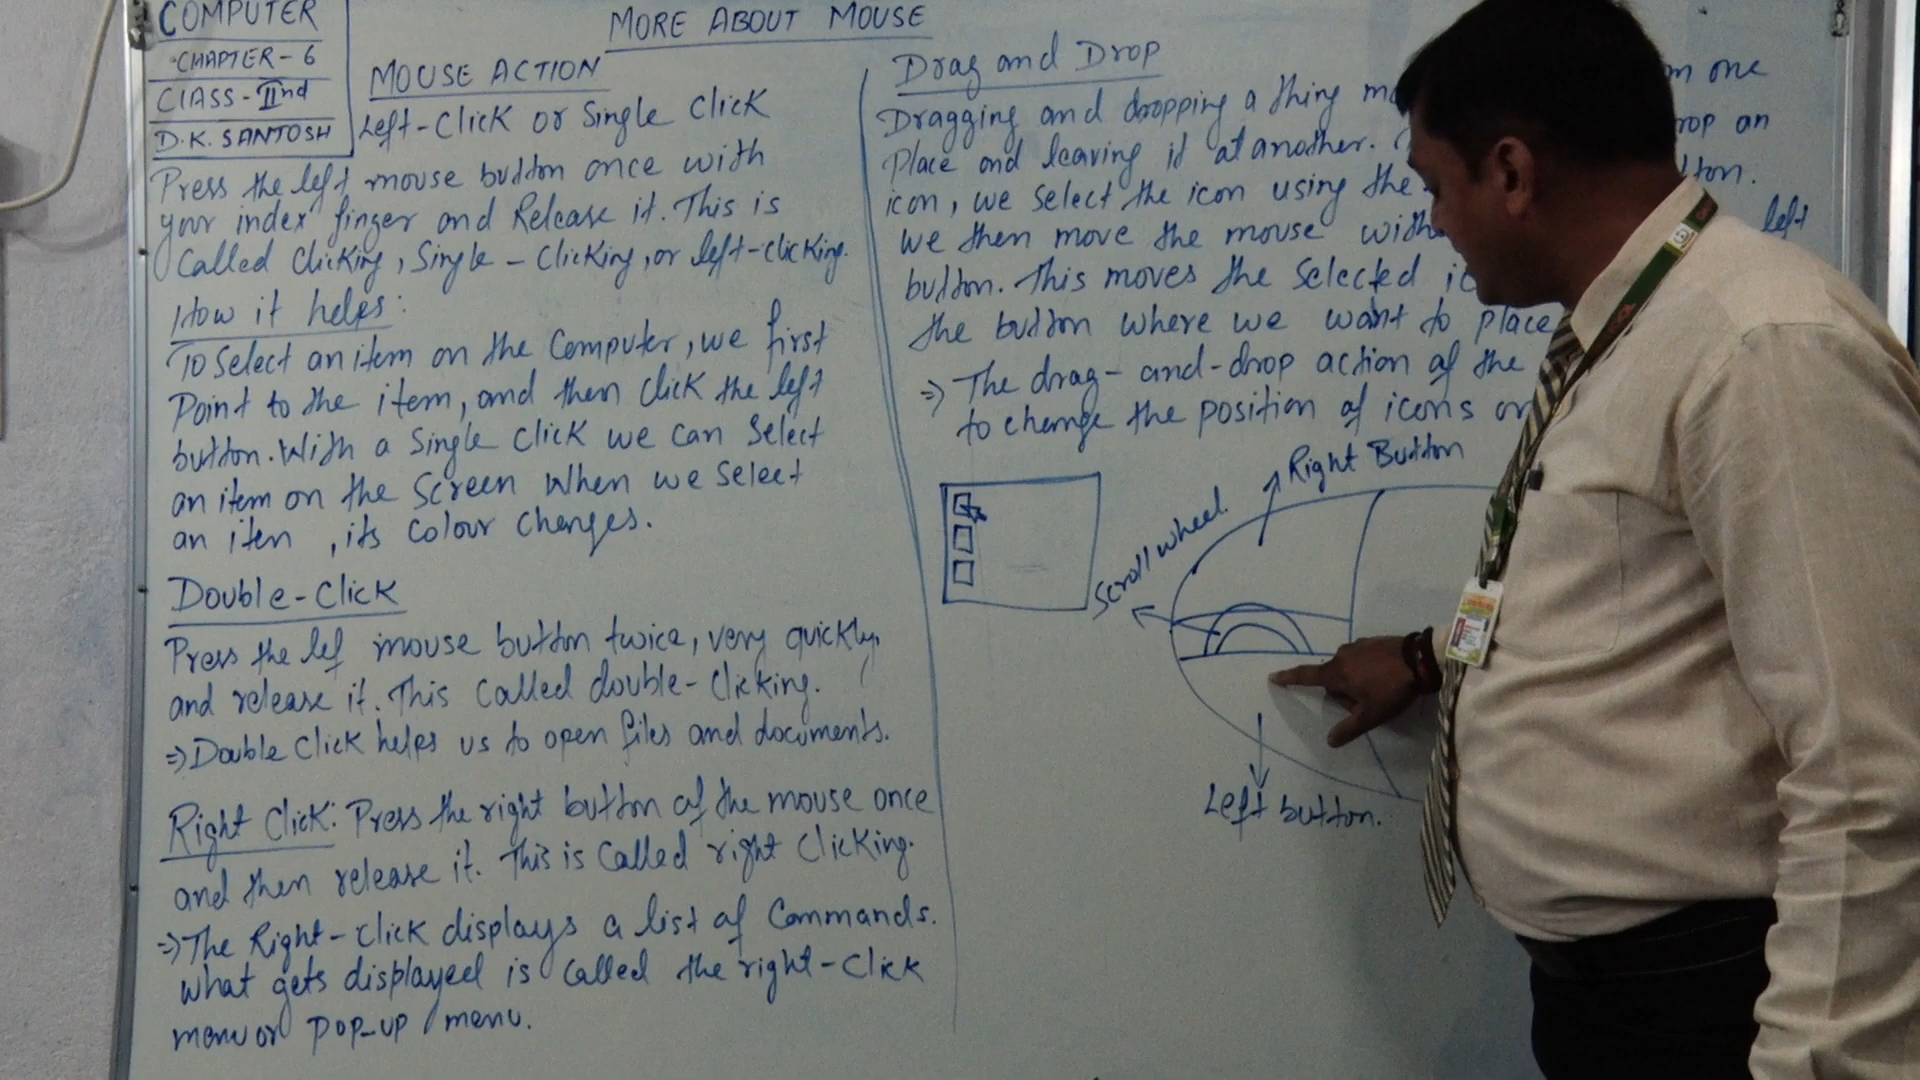 COMPUTER
CHAPTER-6
CLASS-IInd
D.K. SANTOSH
MORE ABOUT MOUSE
MOUSE ACTION
Left-Click or Single Click
Press the left mouse button once with
your index finger and Release it. This is
Called Clicking, Single-Clicking, or left-clicking.
How it helps:
To Select an item on the Computer, we first
Point to the item, and then Click the left
button. With a Single Click we can Select
an item on the Screen When we select
an iten , its Colour Changes.
Double-Click
Press the lef mouse button twice, very quickly,
and release it. This Called double-Clicking.
=> Double Click helps us to open files and documents.
Right Click: Press the right button of the mouse once
and then release it. This is Called right Clicking.
=> The Right-Click displays a list of Commands.
What gets displayed is Called the right-Click
menu or Pop-up menu.
Drag and Drop
Dragging and dropping a thing one
Place and leaving it at another. an
icon, we Select the icon using the
We then move the mouse left
button. This moves the Selected
the button where we want to place
=> The drag-and-drop action of the
to change the position of icons
Right Button
Scroll wheel.
Left button.